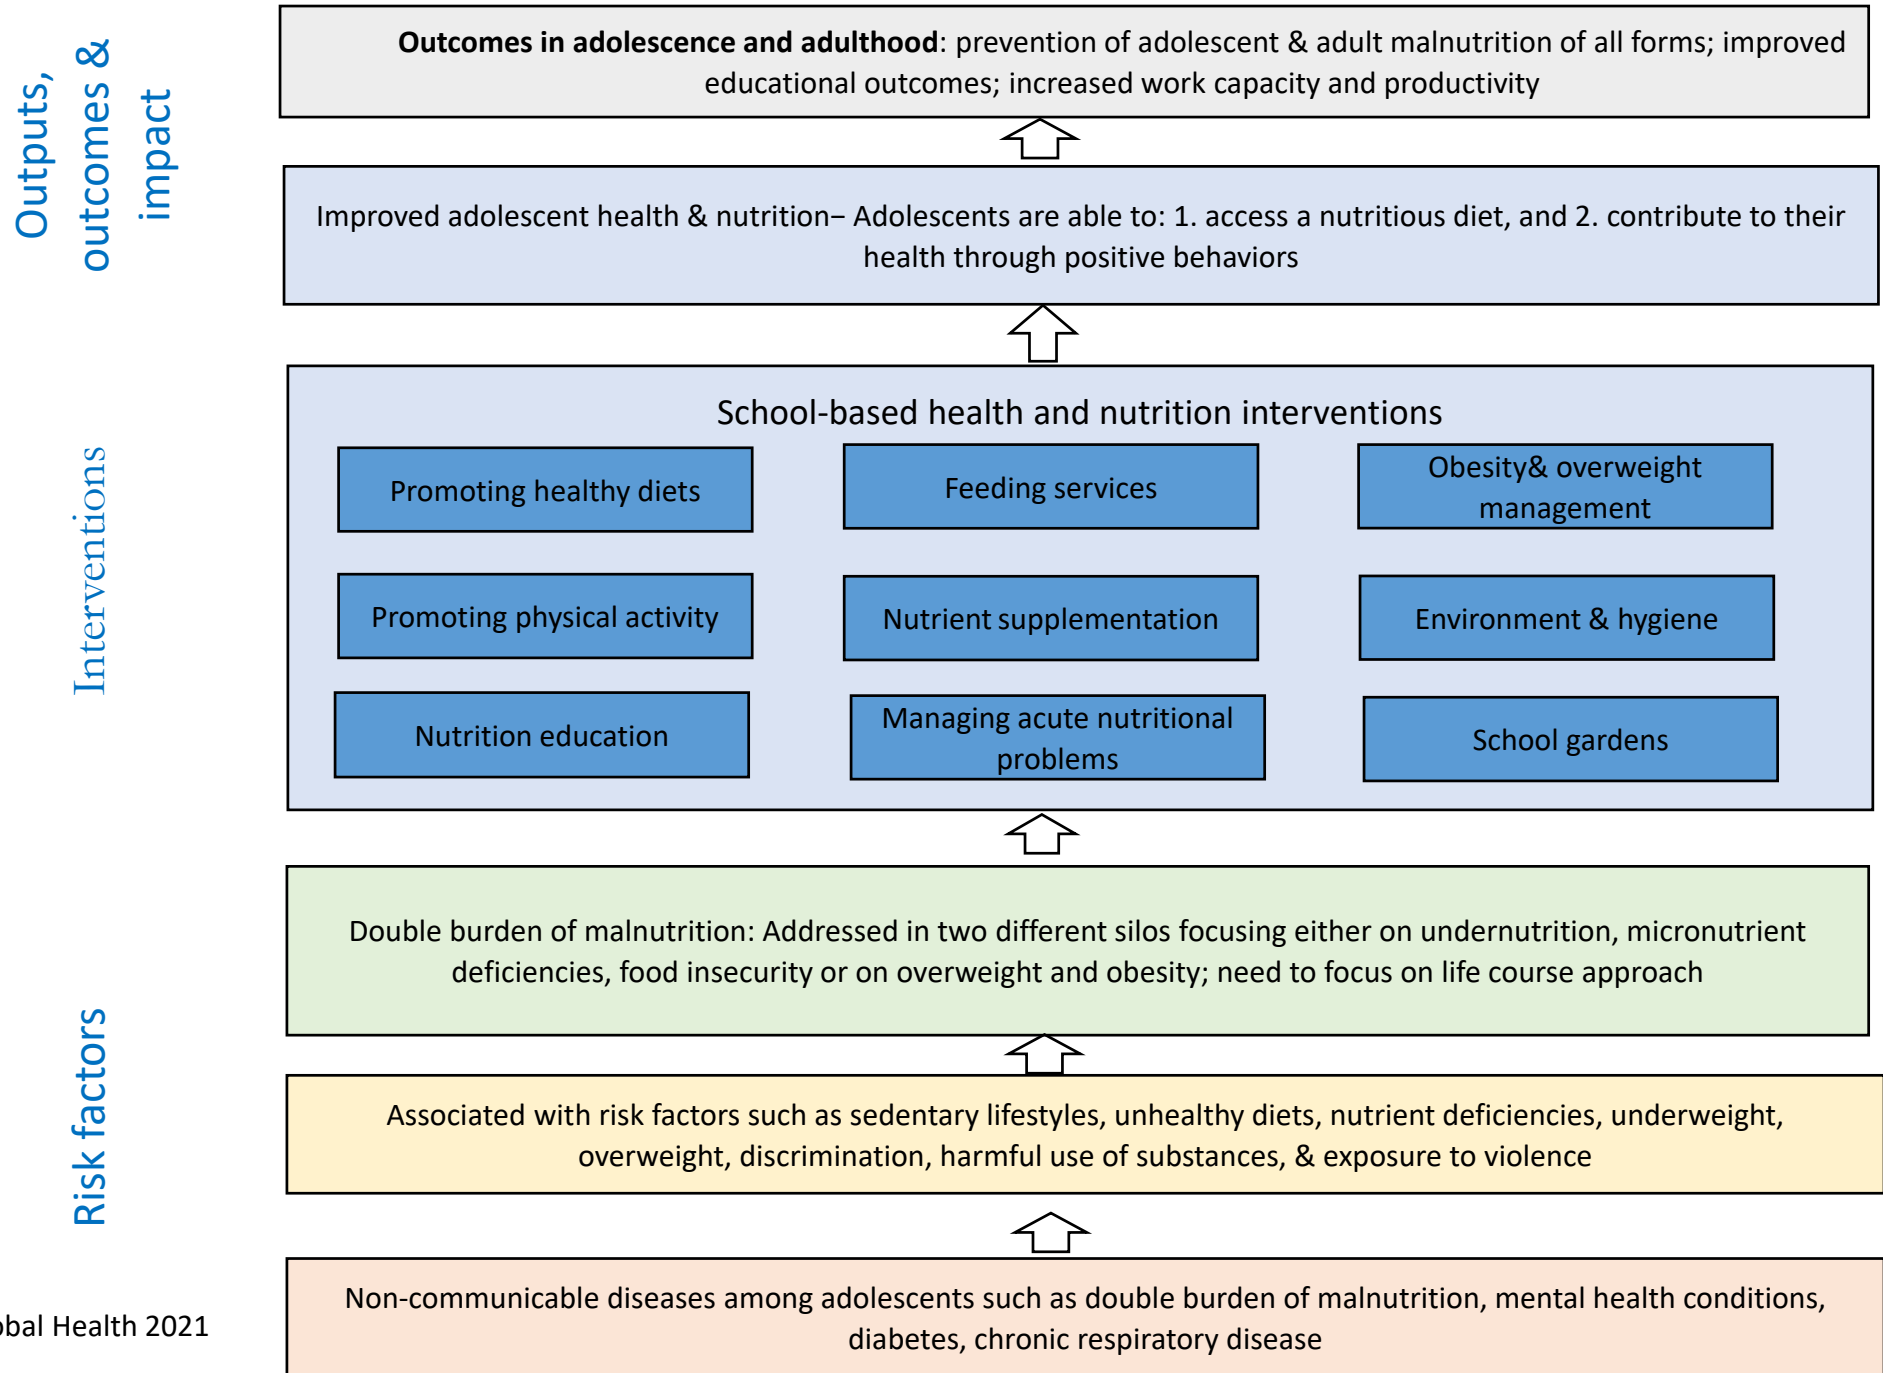 Outputs,
outcomes &
impact
Outcomes in adolescence and adulthood: prevention of adolescent & adult malnutrition of all forms; improved
educational outcomes; increased work capacity and productivity
Improved adolescent health & nutrition– Adolescents are able to: 1. access a nutritious diet, and 2. contribute to their
health through positive behaviors
Interventions
School-based health and nutrition interventions
Promoting healthy diets
Feeding services
Obesity& overweight
management
Promoting physical activity
Nutrient supplementation
Environment & hygiene
Nutrition education
Managing acute nutritional
problems
School gardens
Risk factors
Double burden of malnutrition: Addressed in two different silos focusing either on undernutrition, micronutrient
deficiencies, food insecurity or on overweight and obesity; need to focus on life course approach
Associated with risk factors such as sedentary lifestyles, unhealthy diets, nutrient deficiencies, underweight,
overweight, discrimination, harmful use of substances, & exposure to violence
Non-communicable diseases among adolescents such as double burden of malnutrition, mental health conditions,
diabetes, chronic respiratory disease
Health 2021